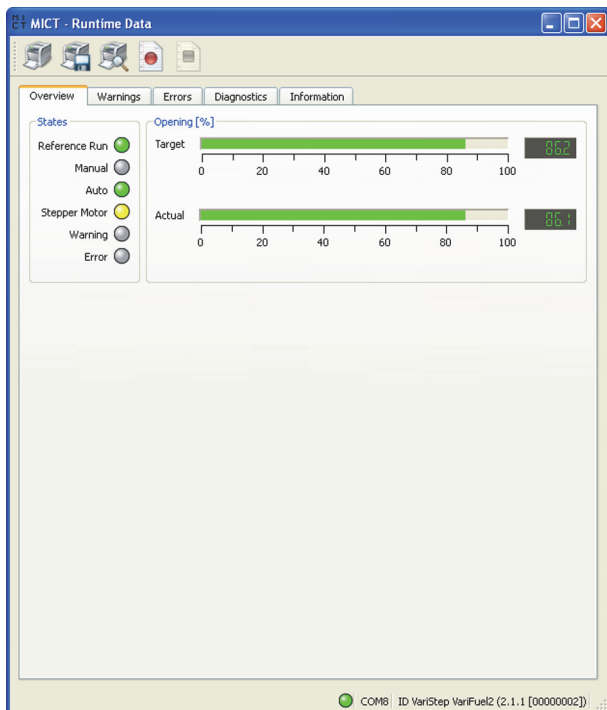 MICT - Runtime Data
Overview Warnings Errors Diagnostics Information
States
Reference Run
Manual
Auto
Stepper Motor
Warning
Error
Opening [%]
Target
86.2
0 20 40 60 80 100
Actual
86.1
0 20 40 60 80 100
COM8 ID VariStep VariFuel2 (2.1.1 [00000002])